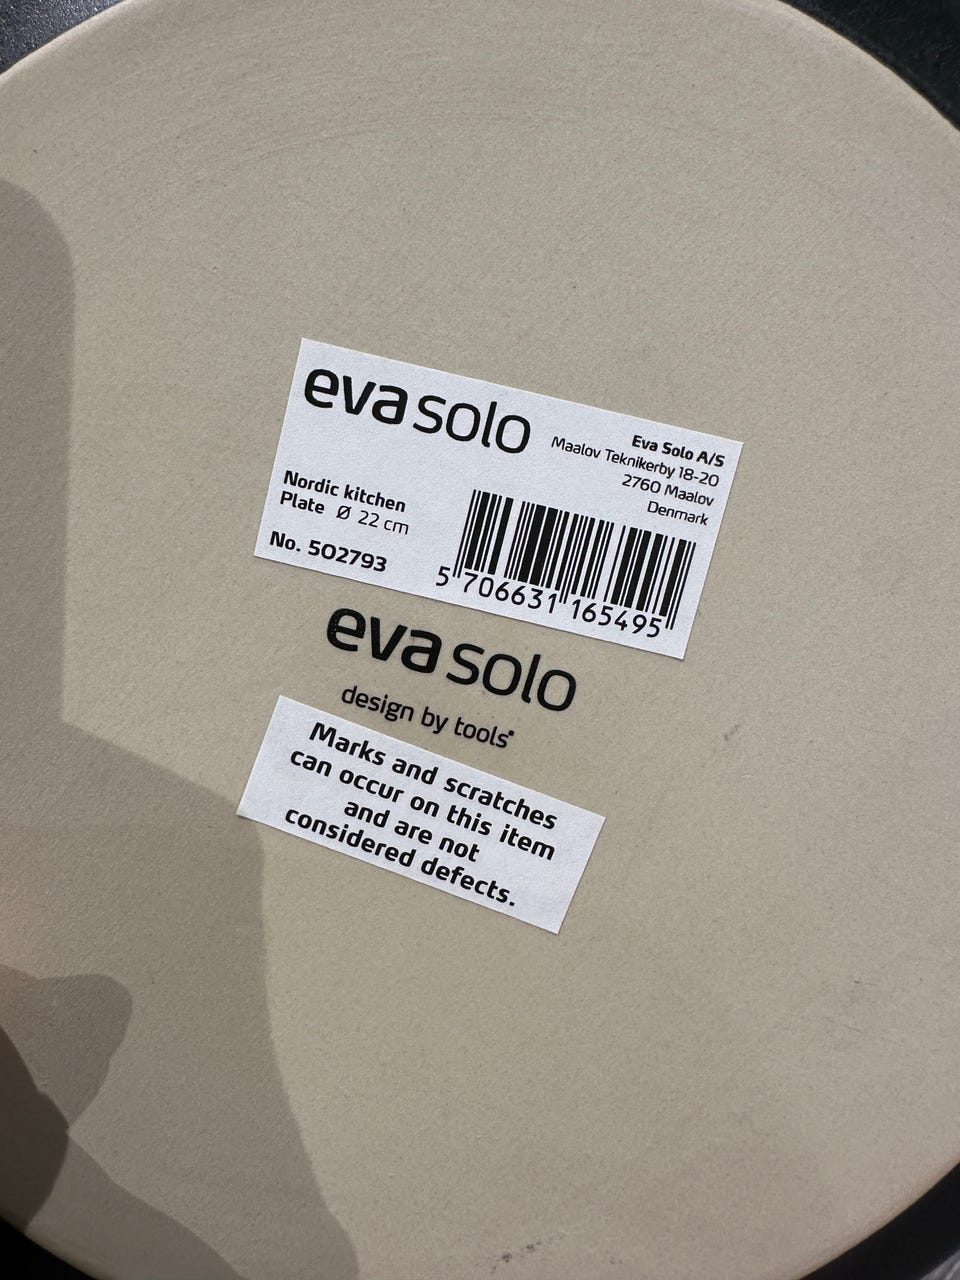 eva solo
Eva Solo A/S
Maalov Teknikerby 18-20
2760 Maalov
Denmark
Nordic kitchen
Plate Ø 22 cm
No. 502793
5 706631 165495
eva solo
design by tools®
Marks and scratches
can occur on this item
and are not
considered defects.